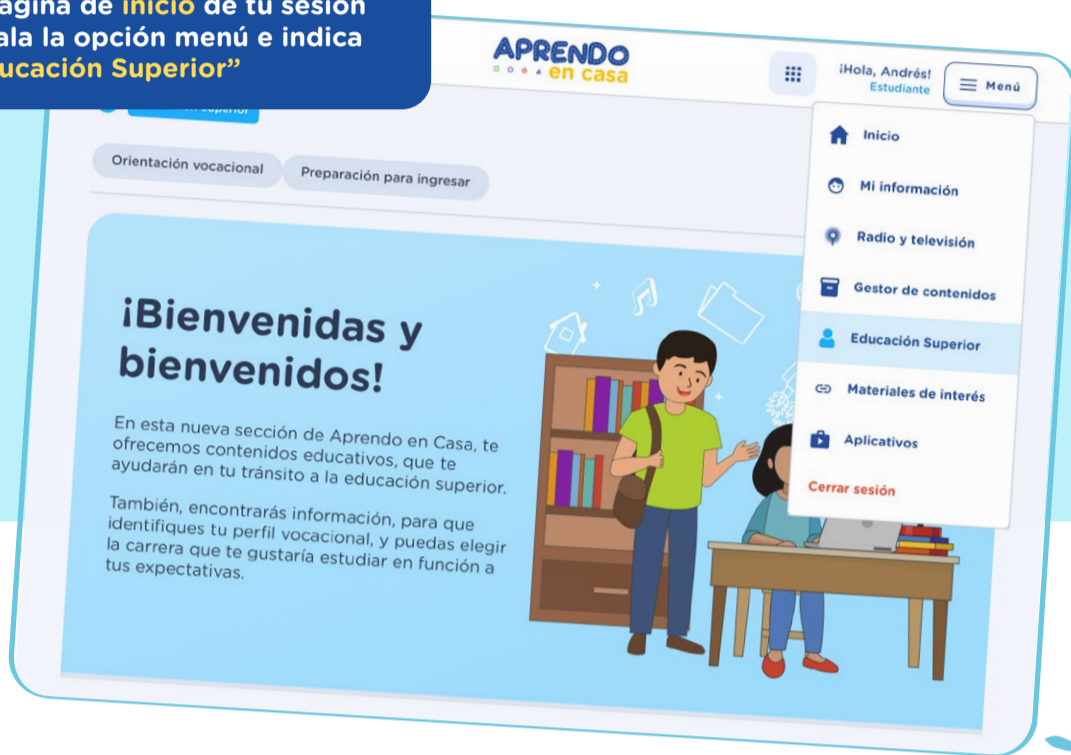 de inicio de tu sesión
la opción menú e indica
Superior”
APRENDO
en casa
¡Hola, Andrés!
Estudiante
Menú
Orientación vocacional
Preparación para ingresar
Inicio
Mi información
Radio y televisión
Gestor de contenidos
Educación Superior
Materiales de interés
Aplicativos
Cerrar sesión
¡Bienvenidas y
bienvenidos!
En esta nueva sección de Aprendo en Casa, te
ofrecemos contenidos educativos, que te
ayudarán en tu tránsito a la educación superior.
También, encontrarás información, para que
identifiques tu perfil vocacional, y puedas elegir
la carrera que te gustaría estudiar en función a
tus expectativas.